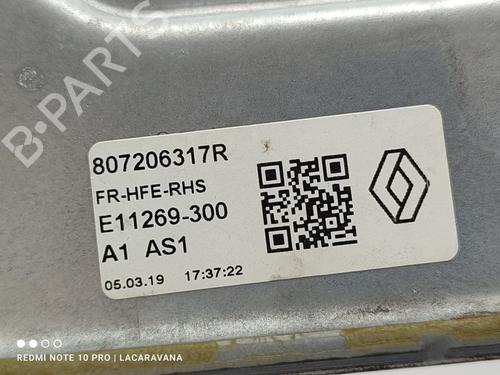 B-PARTS
807206317R
FR-HFE-RHS
E11269-300
A1 AS1
05.03.19 17:37:22
REDMI NOTE 10 PRO | LACARAVANA